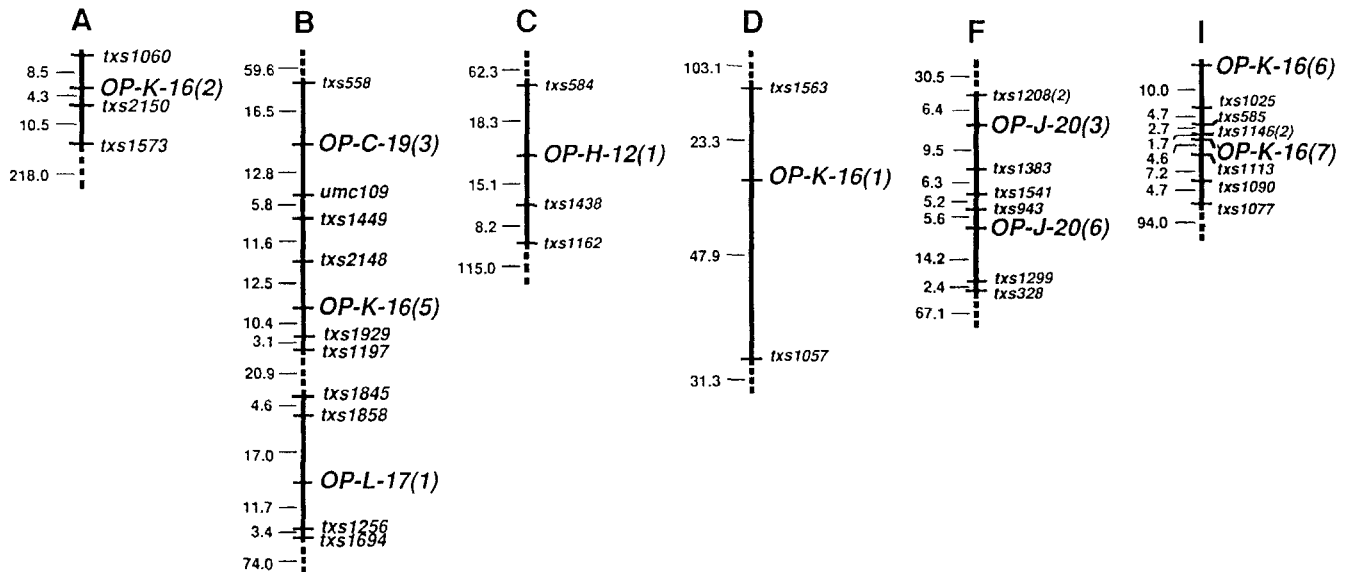 A
txs1060
8.5
OP-K-16(2)
4.3
txs2150
10.5
txs1573
218.0
B
59.6
txs558
16.5
OP-C-19(3)
12.8
umc109
5.8
txs1449
11.6
txs2148
12.5
OP-K-16(5)
10.4
txs1929
3.1
txs1197
20.9
txs1845
4.6
txs1858
17.0
OP-L-17(1)
11.7
txs1256
3.4
txs1694
74.0
C
62.3
txs584
18.3
OP-H-12(1)
15.1
txs1438
8.2
txs1162
115.0
D
103.1
txs1563
23.3
OP-K-16(1)
47.9
txs1057
31.3
F
30.5
txs1208(2)
6.4
OP-J-20(3)
9.5
txs1383
6.3
txs1541
5.2
txs943
5.6
OP-J-20(6)
14.2
txs1299
2.4
txs328
67.1
I
OP-K-16(6)
10.0
txs1025
4.7
txs585
2.7
txs1146(2)
1.7
OP-K-16(7)
4.6
txs1113
7.2
txs1090
4.7
txs1077
94.0